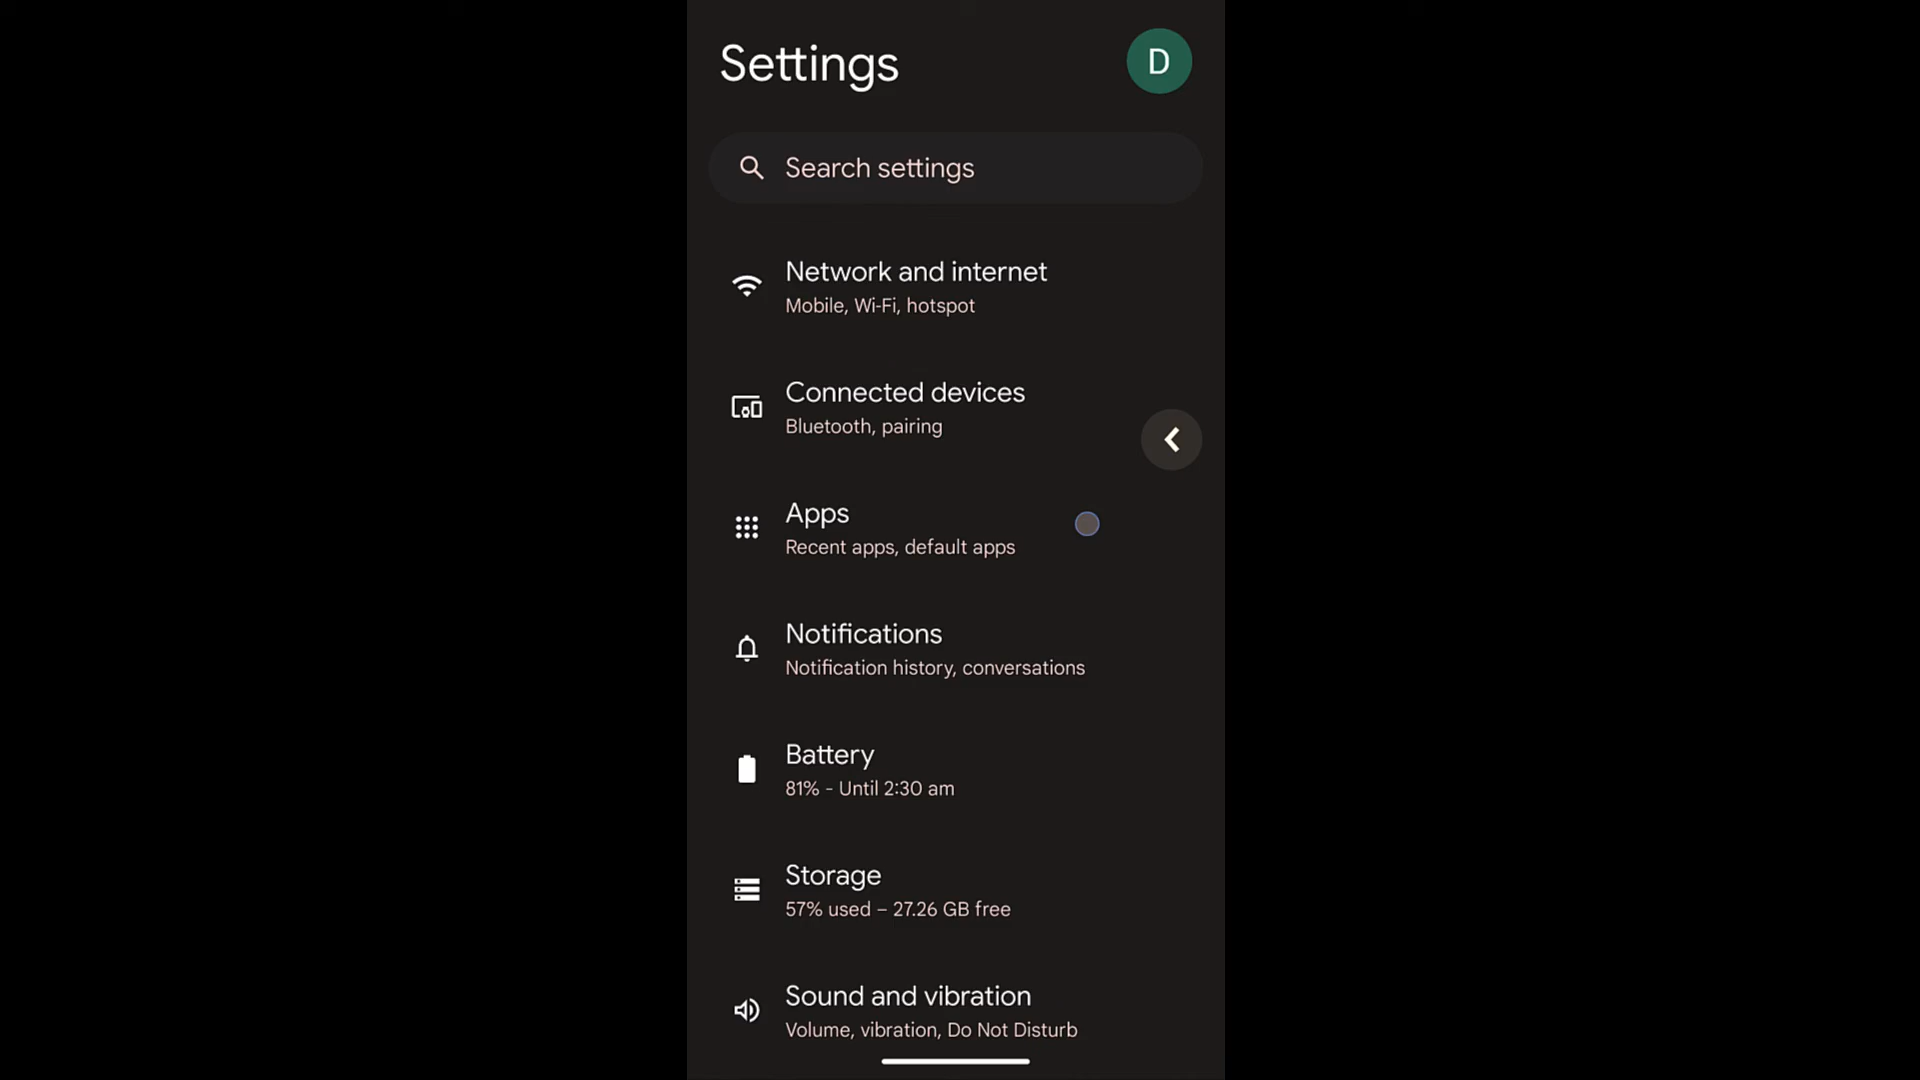 Settings
D
Search settings
Network and internet
Mobile, Wi-Fi, hotspot
Connected devices
Bluetooth, pairing
Apps
Recent apps, default apps
Notifications
Notification history, conversations
Battery
81% - Until 2:30 am
Storage
57% used – 27.26 GB free
Sound and vibration
Volume, vibration, Do Not Disturb